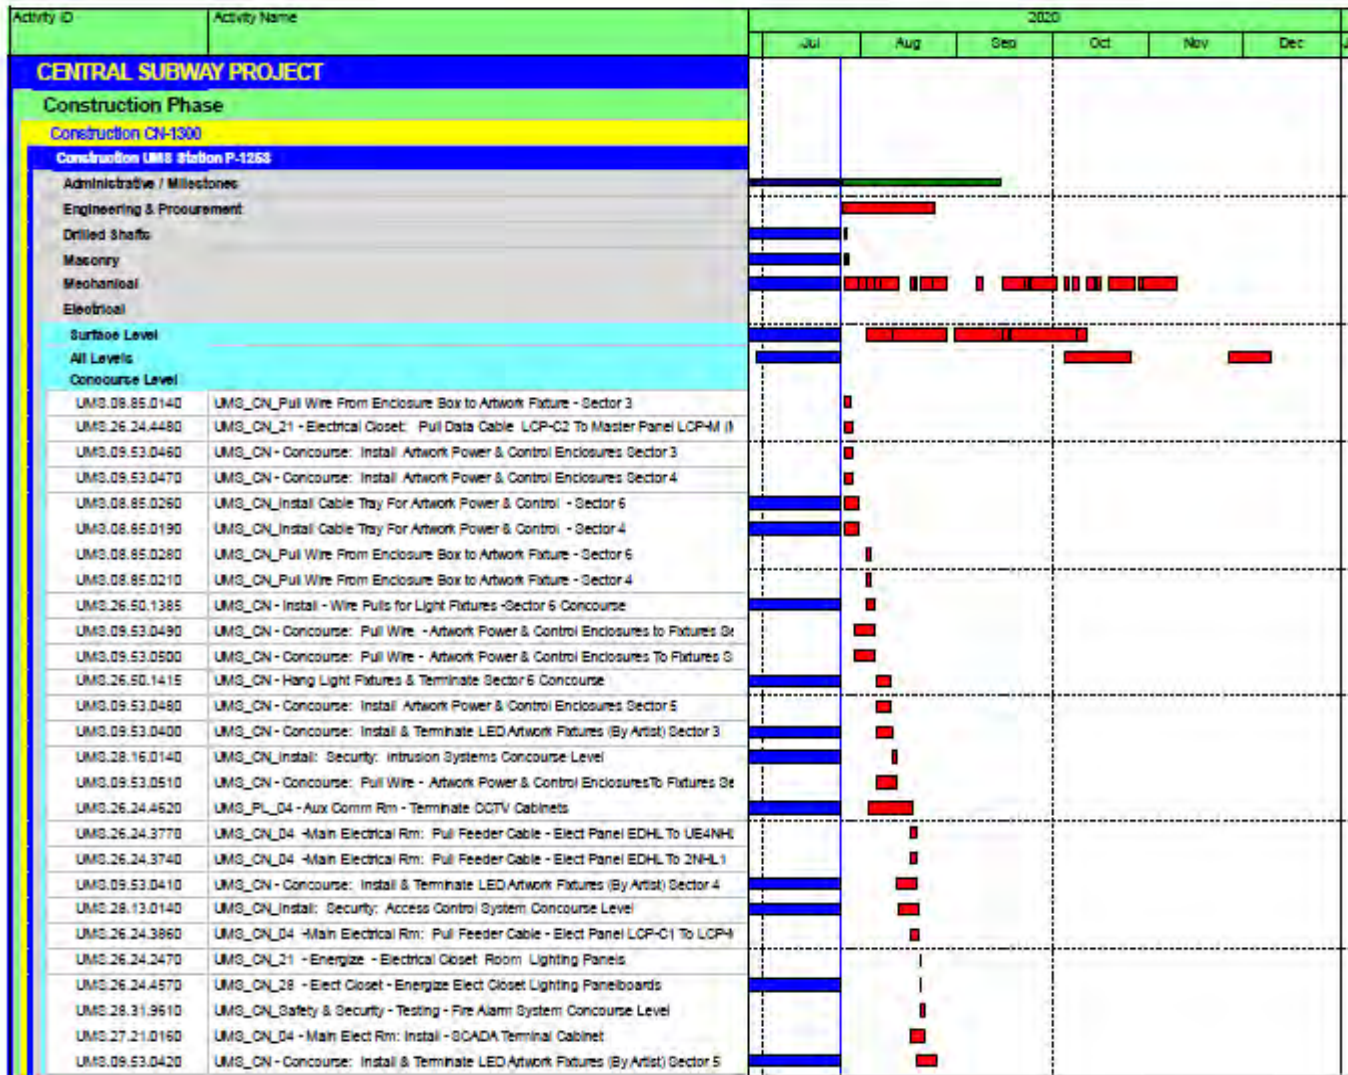 Activity ID Activity Name 2020
Jul Aug Sep Oct Nov Dec
CENTRAL SUBWAY PROJECT
Construction Phase
Construction CN-1300
Construction UMS Station P-1253
Administrative / Milestones
Engineering & Procurement
Drilled Shafts
Masonry
Mechanical
Electrical
Surface Level
All Levels
Concourse Level
UMS.08.85.0140 UMS_CN_Pull Wire From Enclosure Box to Artwork Fixture - Sector 3
UMS.26.24.4480 UMS_CN_21 - Electrical Closet: Pull Data Cable LCP-C2 To Master Panel LCP-M (
UMS.09.53.0460 UMS_CN - Concourse: Install Artwork Power & Control Enclosures Sector 3
UMS.09.53.0470 UMS_CN - Concourse: Install Artwork Power & Control Enclosures Sector 4
UMS.08.85.0260 UMS_CN_Install Cable Tray For Artwork Power & Control - Sector 6
UMS.08.85.0190 UMS_CN_Install Cable Tray For Artwork Power & Control - Sector 4
UMS.08.85.0280 UMS_CN_Pull Wire From Enclosure Box to Artwork Fixture - Sector 6
UMS.08.85.0210 UMS_CN_Pull Wire From Enclosure Box to Artwork Fixture - Sector 4
UMS.26.50.1385 UMS_CN - Install - Wire Pulls for Light Fixtures -Sector 6 Concourse
UMS.09.53.0490 UMS_CN - Concourse: Pull Wire - Artwork Power & Control Enclosures to Fixtures Se
UMS.09.53.0500 UMS_CN - Concourse: Pull Wire - Artwork Power & Control Enclosures To Fixtures S
UMS.26.50.1415 UMS_CN - Hang Light Fixtures & Terminate Sector 6 Concourse
UMS.09.53.0480 UMS_CN - Concourse: Install Artwork Power & Control Enclosures Sector 5
UMS.09.53.0400 UMS_CN - Concourse: Install & Terminate LED Artwork Fixtures (By Artist) Sector 3
UMS.28.16.0140 UMS_CN_Install: Security: Intrusion Systems Concourse Level
UMS.09.53.0510 UMS_CN - Concourse: Pull Wire - Artwork Power & Control EnclosuresTo Fixtures Se
UMS.26.24.4620 UMS_PL_04 - Aux Comm Rm - Terminate CCTV Cabinets
UMS.26.24.3770 UMS_CN_04 -Main Electrical Rm: Pull Feeder Cable - Elect Panel EDHL To UE4NHL
UMS.26.24.3740 UMS_CN_04 -Main Electrical Rm: Pull Feeder Cable - Elect Panel EDHL To 2NHL1
UMS.09.53.0410 UMS_CN - Concourse: Install & Terminate LED Artwork Fixtures (By Artist) Sector 4
UMS.28.13.0140 UMS_CN_Install: Security: Access Control System Concourse Level
UMS.26.24.3860 UMS_CN_04 -Main Electrical Rm: Pull Feeder Cable - Elect Panel LCP-C1 To LCP-M
UMS.26.24.2470 UMS_CN_21 - Energize - Electrical Closet Room Lighting Panels
UMS.26.24.4570 UMS_CN_28 - Elect Closet - Energize Elect Closet Lighting Panelboards
UMS.28.31.9610 UMS_CN_Safety & Security - Testing - Fire Alarm System Concourse Level
UMS.27.21.0160 UMS_CN_04 - Main Elect Rm: Install - SCADA Terminal Cabinet
UMS.09.53.0420 UMS_CN - Concourse: Install & Terminate LED Artwork Fixtures (By Artist) Sector 5